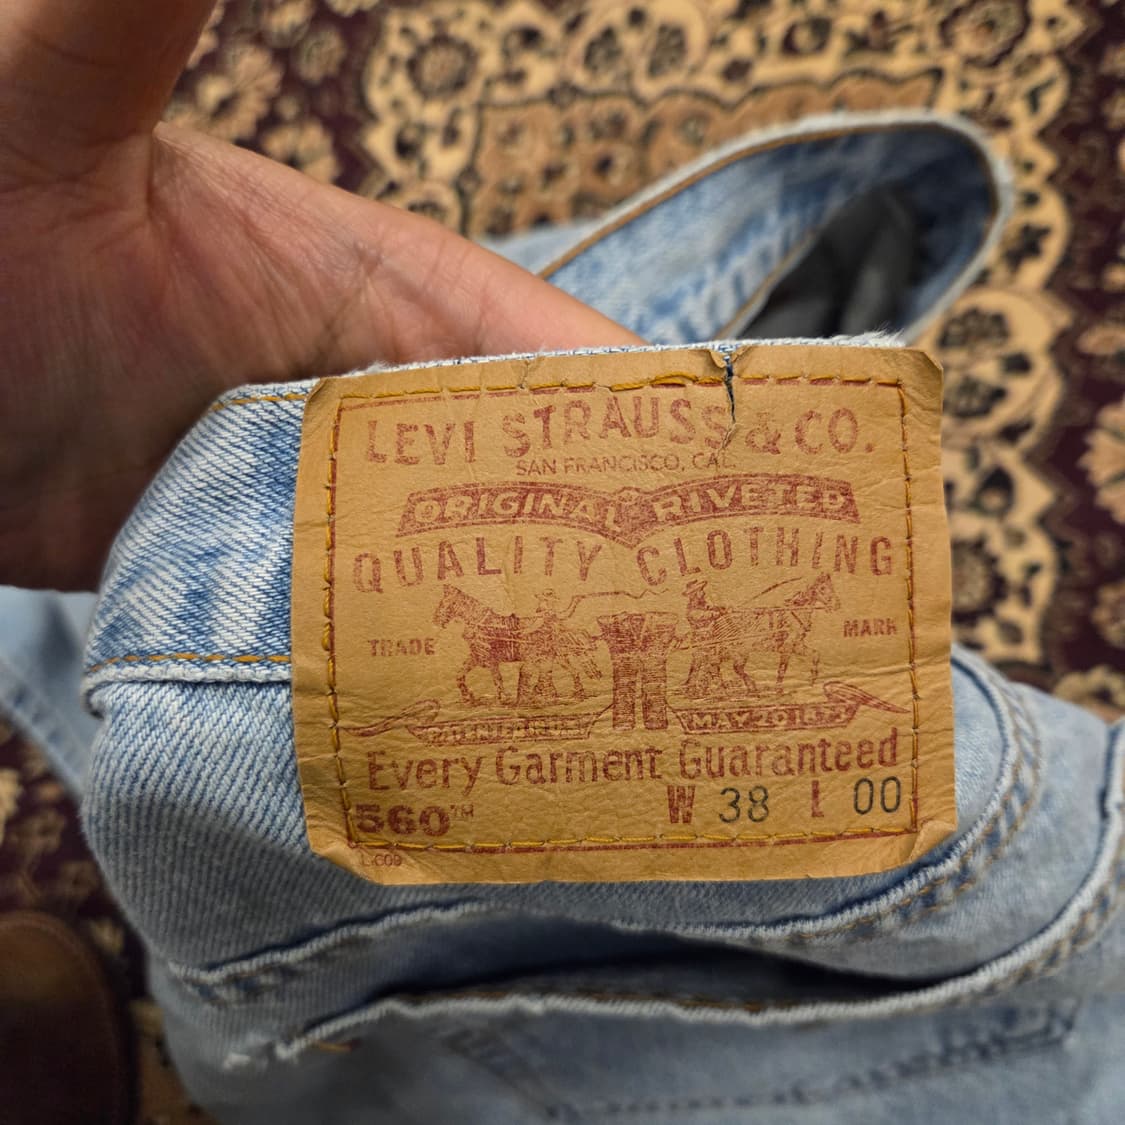 LEVI STRAUSS & CO.
SAN FRANCISCO, CAL.
ORIGINAL RIVETED
QUALITY CLOTHING
TRADE MARK
MAY 20 1873
Every Garment Guaranteed
560™ W 38 L 00